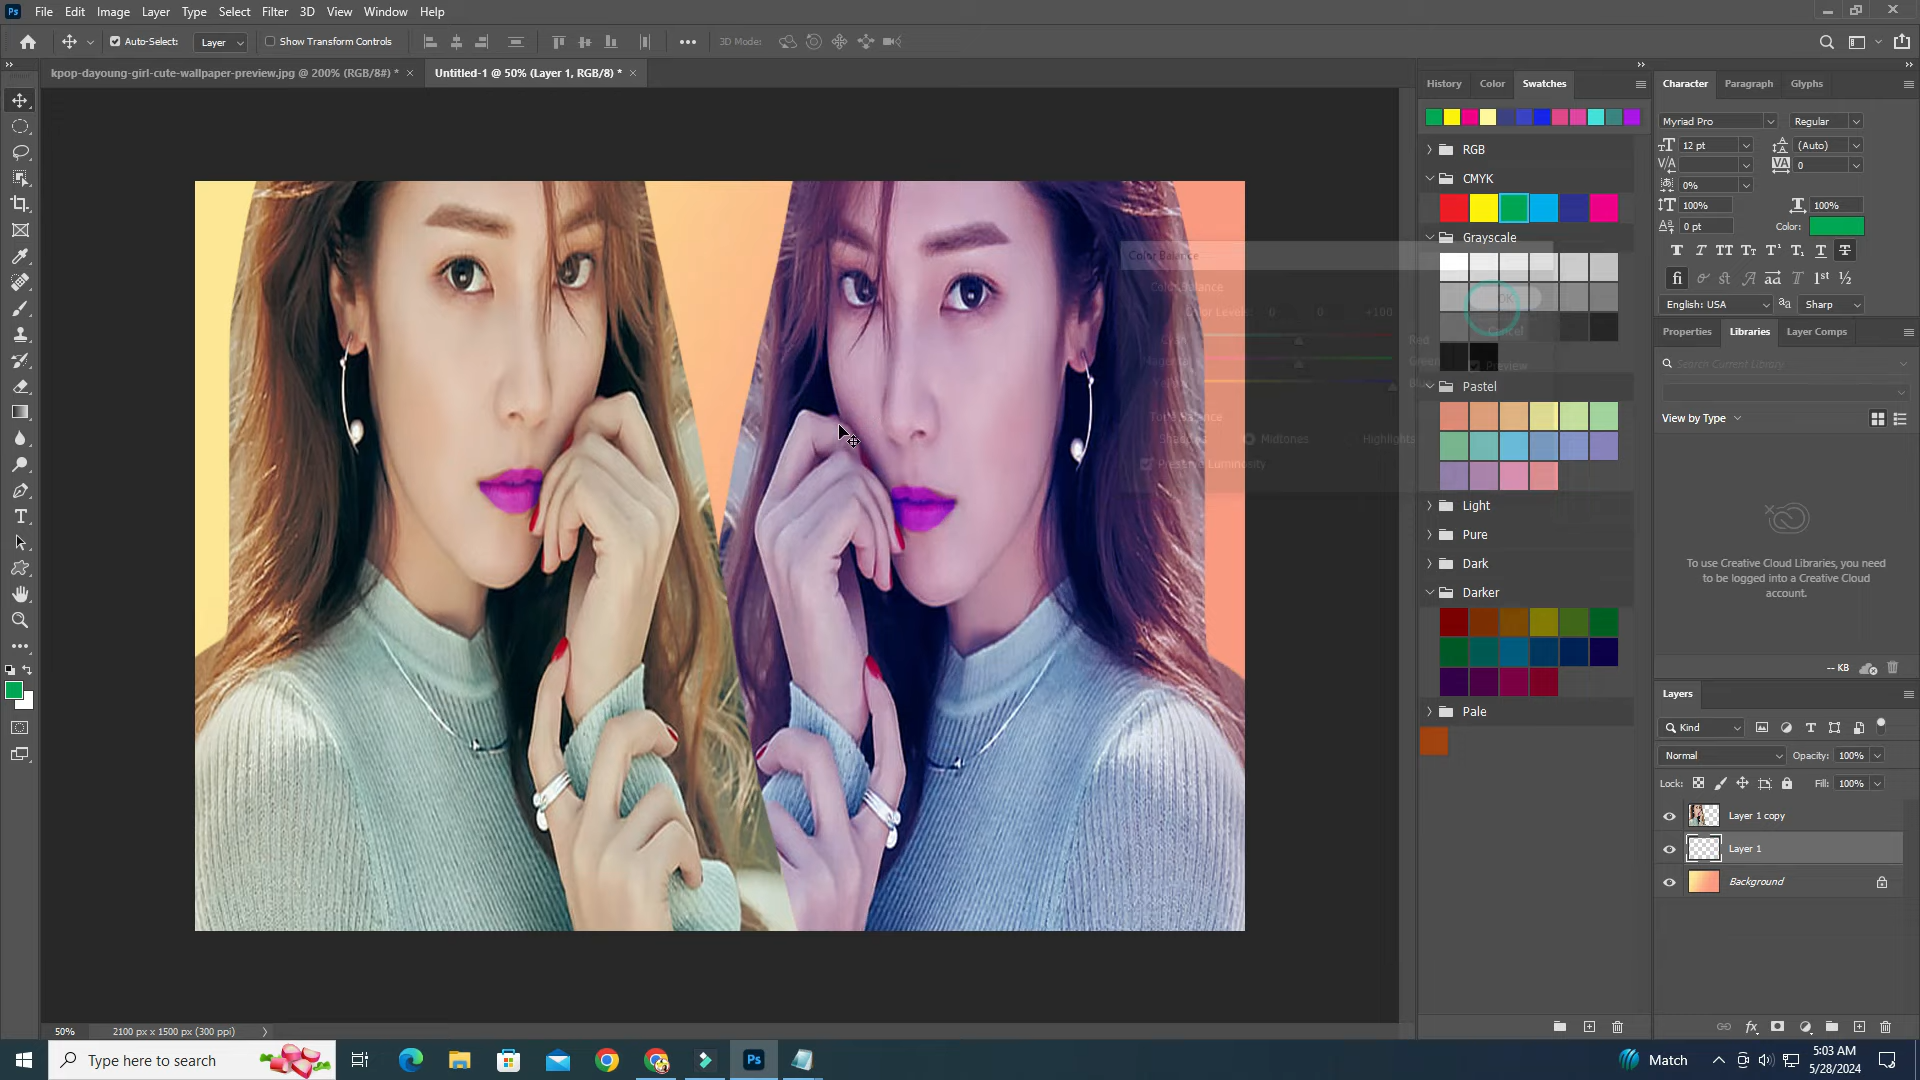 File Edit Image Layer Type Select Filter 3D View Window Help
Auto-Select: Layer Show Transform Controls 3D Mode:
kpop-dayoung-girl-cute-wallpaper-preview.jpg @ 200% (RGB/8#) *
Untitled-1 @ 50% (Layer 1, RGB/8) *
History Color Swatches
RGB
CMYK
Grayscale
Pastel
Light
Pure
Dark
Darker
Pale
Color Balance
Color Balance
Color Levels: 0 0 +100
Cyan Red
Magenta Green
Yellow Blue
Tone Balance
Shadows Midtones Highlights
Preserve Luminosity
OK
Cancel
Preview
Character Paragraph Glyphs
Myriad Pro Regular
12 pt (Auto)
0
0%
100% 100%
0 pt Color:
English: USA Sharp
Properties Libraries Layer Comps
Search Current Library
View by Type
To use Creative Cloud Libraries, you
need to be logged into a Creative Cloud
account.
-- KB
Layers
Kind
Normal Opacity: 100%
Lock: Fill: 100%
Layer 1 copy
Layer 1
Background
50% 2100 px x 1500 px (300 ppi)
Type here to search
Ps
Match
5:03 AM
5/28/2024